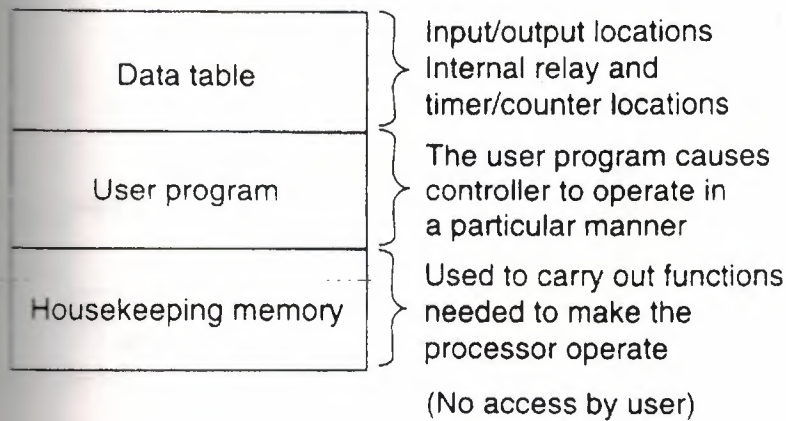 Data table
Input/output locations
Internal relay and
timer/counter locations
User program
The user program causes
controller to operate in
a particular manner
Housekeeping memory
Used to carry out functions
needed to make the
processor operate
(No access by user)